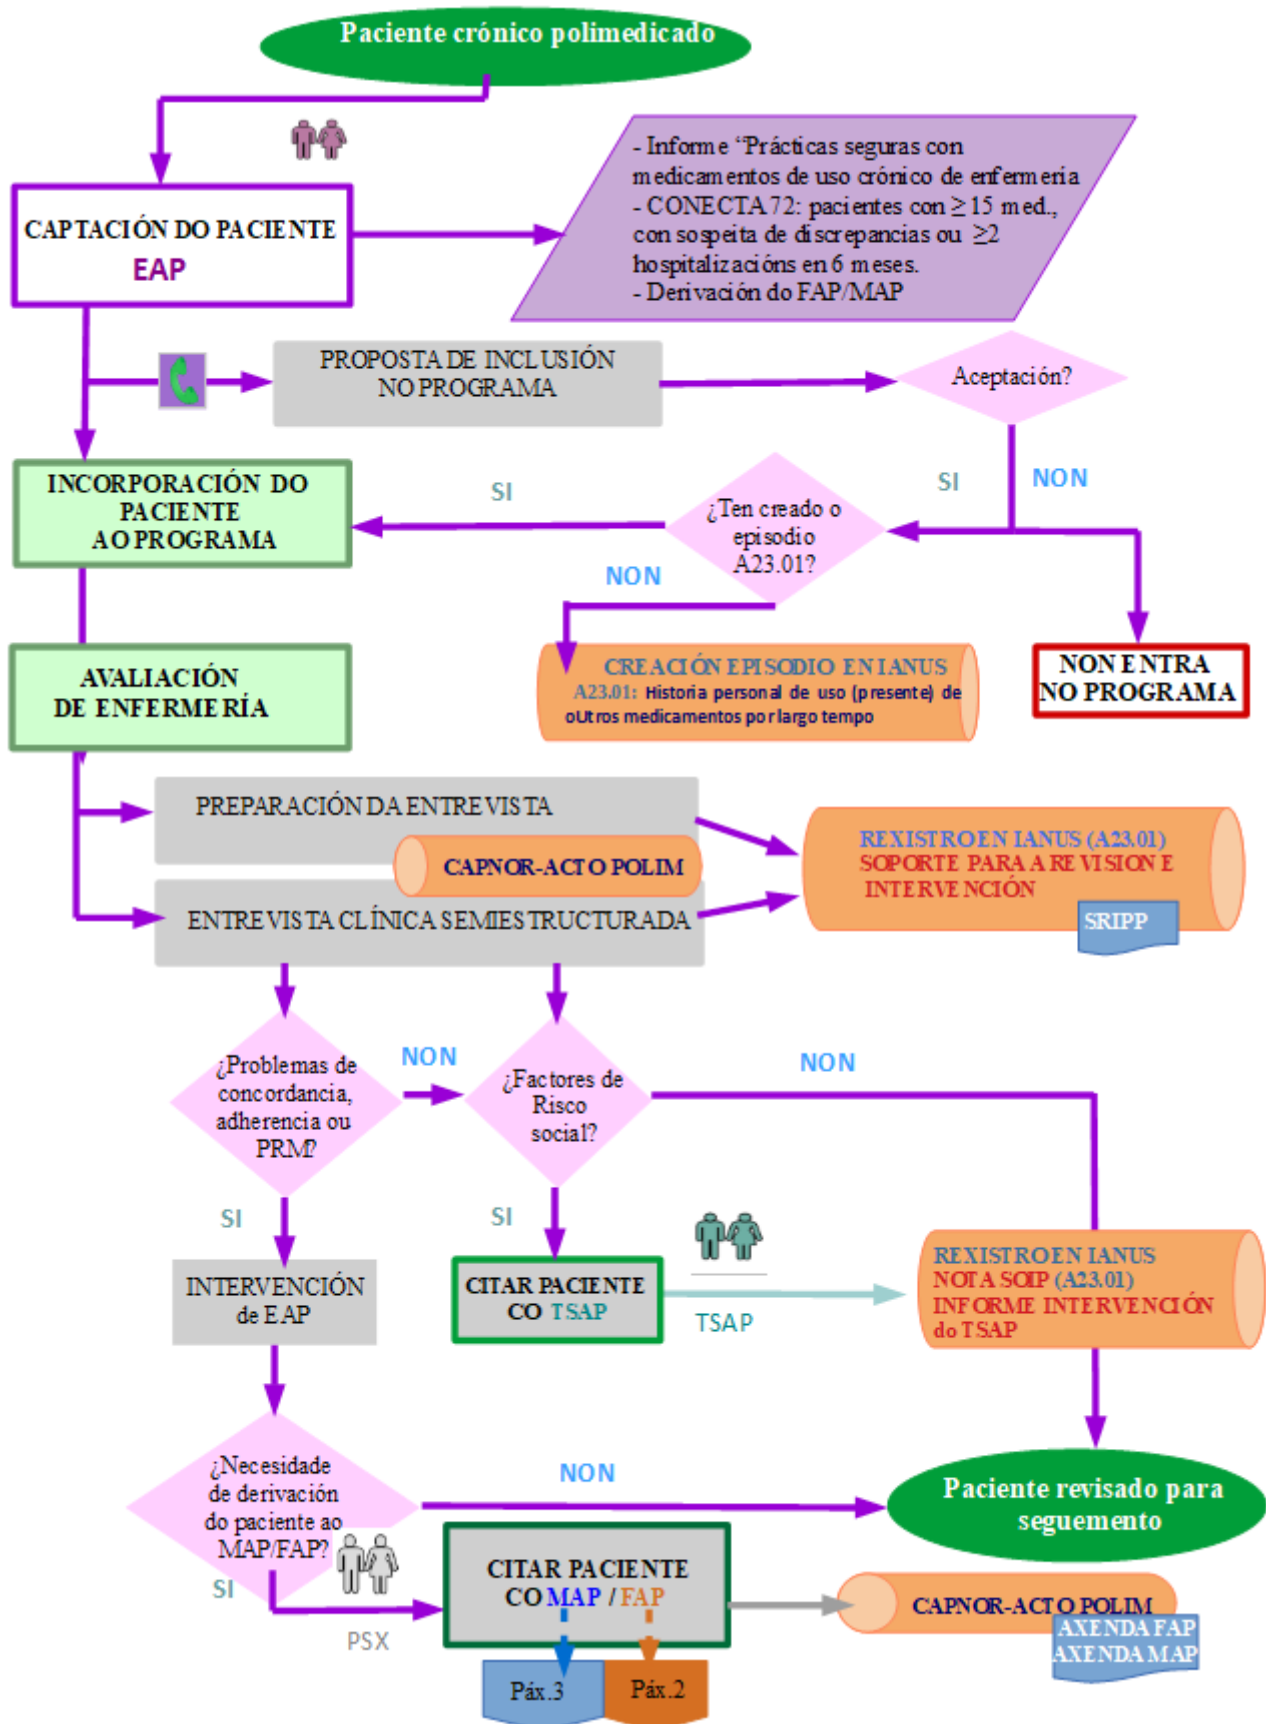 Paciente crónico polimedicado
- Informe “Prácticas seguras con
medicamentos de uso crónico de enfermería
- CONECTA 72: pacientes con ≥ 15 med.,
con sospeita de discrepancias ou ≥2
hospitalizacións en 6 meses.
- Derivación do FAP/MAP
CAPTACIÓN DO PACIENTE
EAP
PROPOSTA DE INCLUSIÓN
NO PROGRAMA
Aceptación?
INCORPORACIÓN DO
PACIENTE
AO PROGRAMA
SI
¿Ten creado o
episodio
A23.01?
SI
NON
NON
CREACIÓN EPISODIO EN IANUS
A23.01: Historia personal de uso (presente) de
oUtros medicamentos por largo tempo
NON ENTRA
NO PROGRAMA
AVALIACIÓN
DE ENFERMERÍA
PREPARACIÓN DA ENTREVISTA
CAPNOR-ACTO POLIM
ENTREVISTA CLÍNICA SEMIESTRUCTURADA
REXISTRO EN IANUS (A23.01)
SOPORTE PARA A REVISION E
INTERVENCIÓN
SRIPP
¿Problemas de
concordancia,
adherencia ou
PRM?
NON
¿Factores de
Risco
social?
NON
SI
SI
INTERVENCIÓN
de EAP
CITAR PACIENTE
CO TSAP
TSAP
REXISTRO EN IANUS
NOTA SOIP (A23.01)
INFORME INTERVENCIÓN
do TSAP
¿Necesidade
de derivación
do paciente ao
MAP/FAP?
NON
Paciente revisado para
seguemento
SI
PSX
CITAR PACIENTE
CO MAP / FAP
CAPNOR-ACTO POLIM
AXENDA FAP
AXENDA MAP
Páx.3
Páx.2